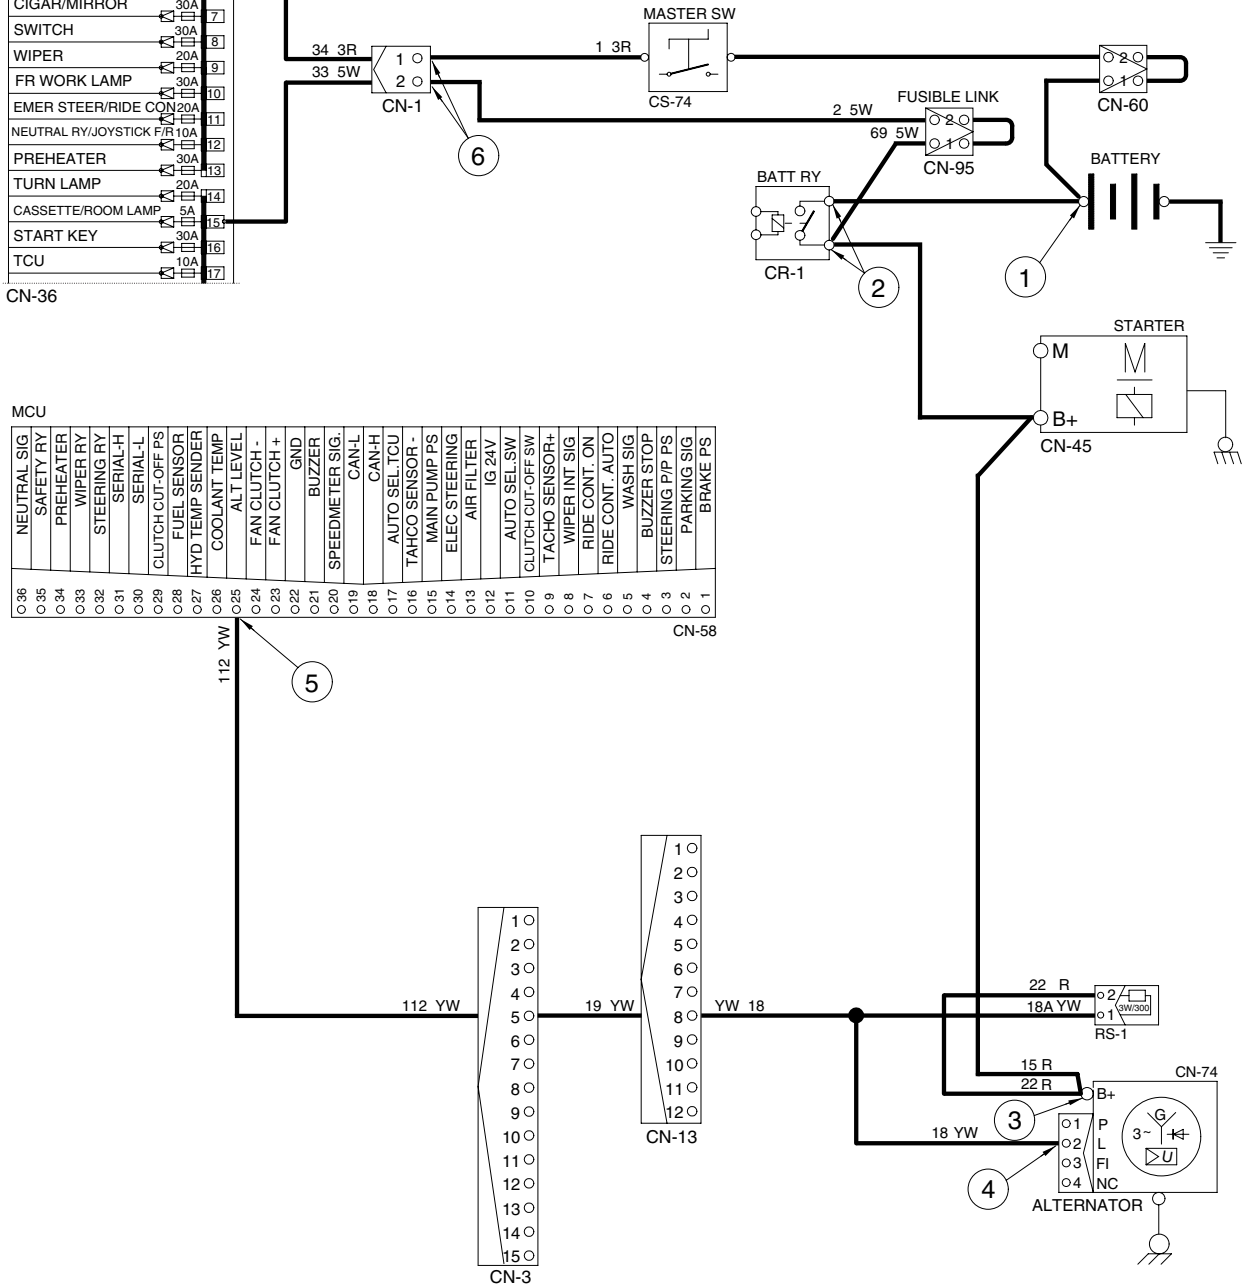 CIGAR/MIRROR 30A 7
SWITCH 30A 8
WIPER 20A 9
FR WORK LAMP 30A 10
EMER STEER/RIDE CON 20A 11
NEUTRAL RY/JOYSTICK F/R 10A 12
PREHEATER 30A 13
TURN LAMP 20A 14
CASSETTE/ROOM LAMP 5A 15
START KEY 30A 16
TCU 10A 17
CN-36
34 3R
33 5W
1
2
CN-1
6
1 3R
MASTER SW
CS-74
2
1
CN-60
2 5W
69 5W
FUSIBLE LINK
2
1
CN-95
BATT RY
CR-1
2
BATTERY
1
STARTER
M
M
B+
CN-45
MCU
NEUTRAL SIG 36
SAFETY RY 35
PREHEATER 34
WIPER RY 33
STEERING RY 32
SERIAL-H 31
SERIAL-L 30
CLUTCH CUT-OFF PS 29
FUEL SENSOR 28
HYD TEMP SENDER 27
COOLANT TEMP 26
ALT LEVEL 25
FAN CLUTCH - 24
FAN CLUTCH + 23
GND 22
BUZZER 21
SPEEDMETER SIG. 20
CAN-L 19
CAN-H 18
AUTO SEL.TCU 17
TAHCO SENSOR - 16
MAIN PUMP PS 15
ELEC STEERING 14
AIR FILTER 13
IG 24V 12
AUTO SEL.SW 11
CLUTCH CUT-OFF SW 10
TACHO SENSOR+ 9
WIPER INT SIG 8
RIDE CONT. ON 7
RIDE CONT. AUTO 6
WASH SIG 5
BUZZER STOP 4
STEERING P/P PS 3
PARKING SIG 2
BRAKE PS 1
CN-58
112 YW
5
112 YW
1
2
3
4
5
6
7
8
9
10
11
12
13
14
15
CN-3
19 YW
1
2
3
4
5
6
7
8
9
10
11
12
CN-13
YW 18
22 R
18A YW
2
1
3W/300
RS-1
15 R
22 R
CN-74
B+
3
18 YW
4
1 P
2 L
3 FI
4 NC
G
3~
>U
ALTERNATOR